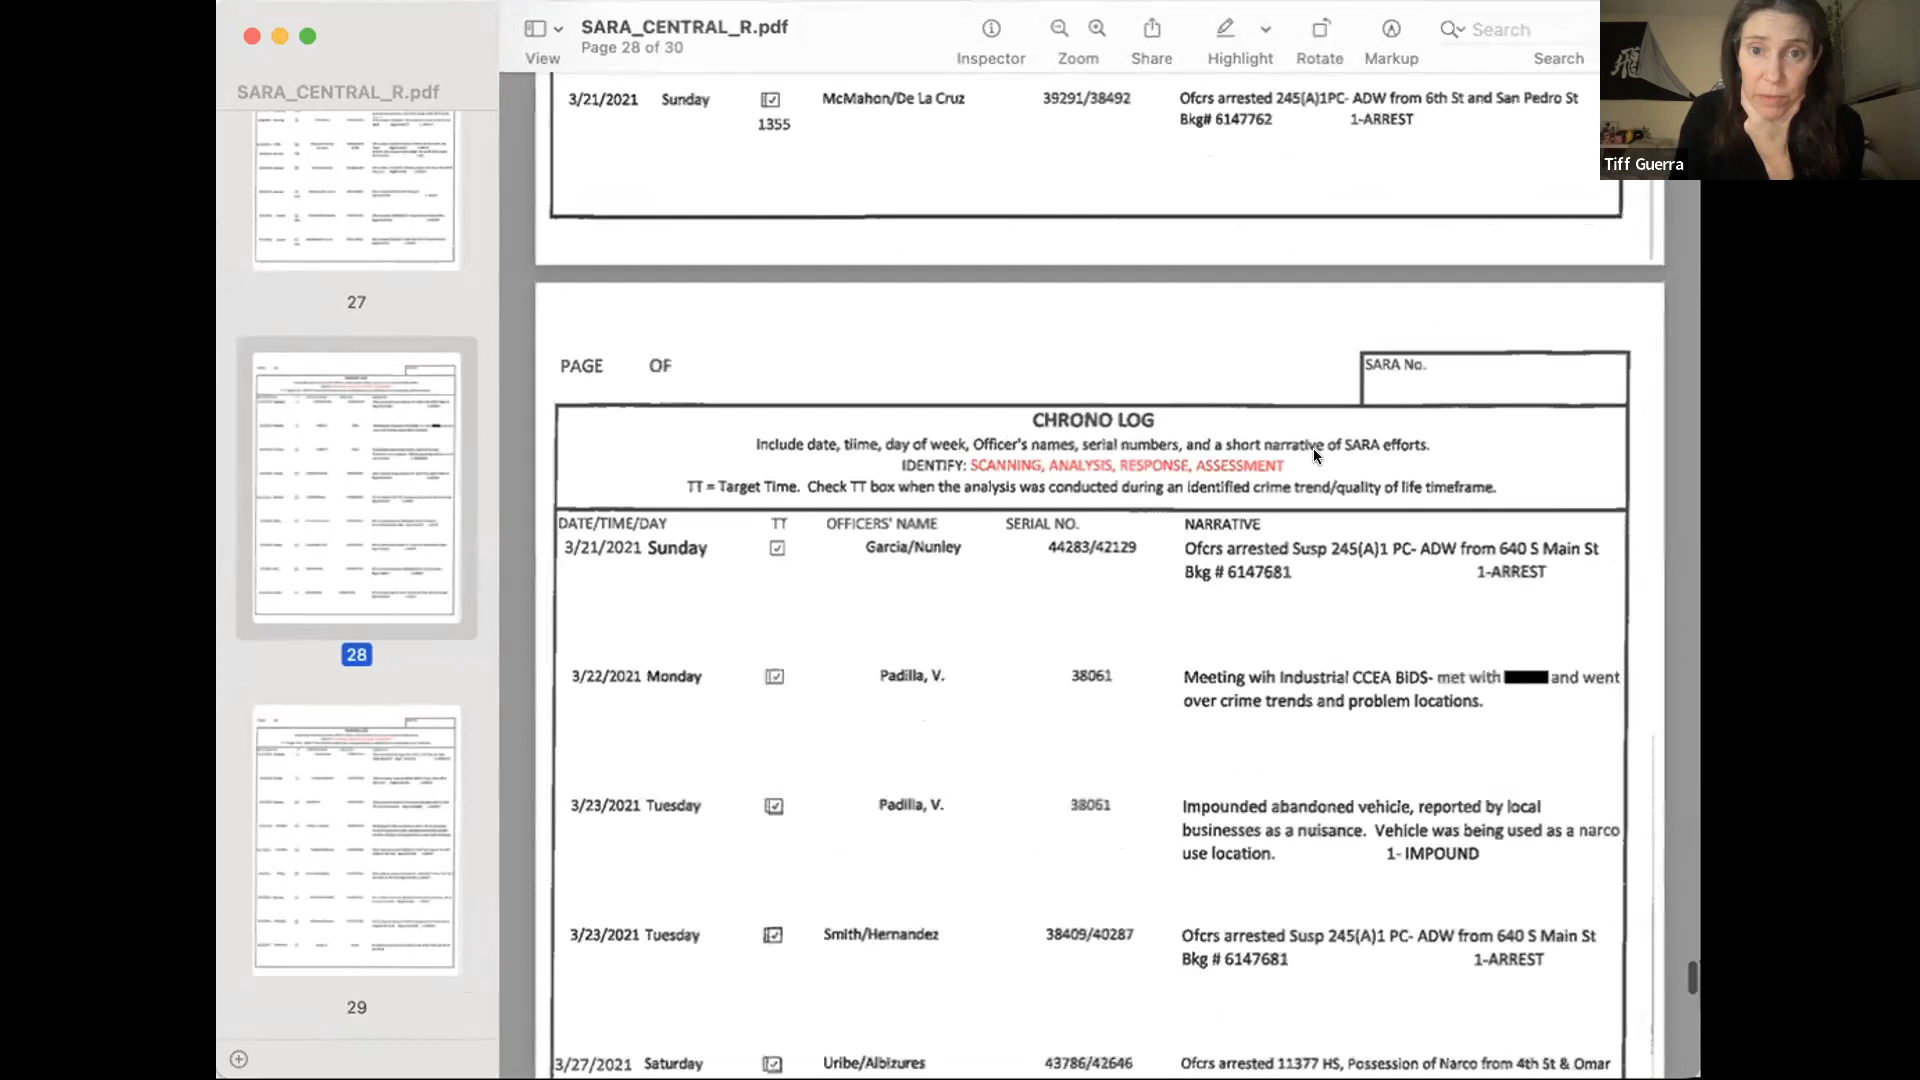 SARA_CENTRAL_R.pdf
Page 28 of 30
View
Inspector
Zoom
Share
Highlight
Rotate
Markup
Search
Search
飛
Tiff Guerra
SARA_CENTRAL_R.pdf
27
28
29
3/21/2021 Sunday McMahon/De La Cruz 39291/38492 Ofcrs arrested 245(A)1PC- ADW from 6th St and San Pedro St
1355 Bkg# 6147762 1-ARREST
PAGE OF SARA No.
CHRONO LOG
Include date, tiime, day of week, Officer's names, serial numbers, and a short narrative of SARA efforts.
IDENTIFY: SCANNING, ANALYSIS, RESPONSE, ASSESSMENT
TT = Target Time. Check TT box when the analysis was conducted during an identified crime trend/quality of life timeframe.
DATE/TIME/DAY TT OFFICERS' NAME SERIAL NO. NARRATIVE
3/21/2021 Sunday Garcia/Nunley 44283/42129 Ofcrs arrested Susp 245(A)1 PC- ADW from 640 S Main St
Bkg # 6147681 1-ARREST
3/22/2021 Monday Padilla, V. 38061 Meeting wih Industrial CCEA BIDS- met with and went
over crime trends and problem locations.
3/23/2021 Tuesday Padilla, V. 38061 Impounded abandoned vehicle, reported by local
businesses as a nuisance. Vehicle was being used as a narco
use location. 1- IMPOUND
3/23/2021 Tuesday Smith/Hernandez 38409/40287 Ofcrs arrested Susp 245(A)1 PC- ADW from 640 S Main St
Bkg # 6147681 1-ARREST
3/27/2021 Saturday Uribe/Albizures 43786/42646 Ofcrs arrested 11377 HS, Possession of Narco from 4th St & Omar